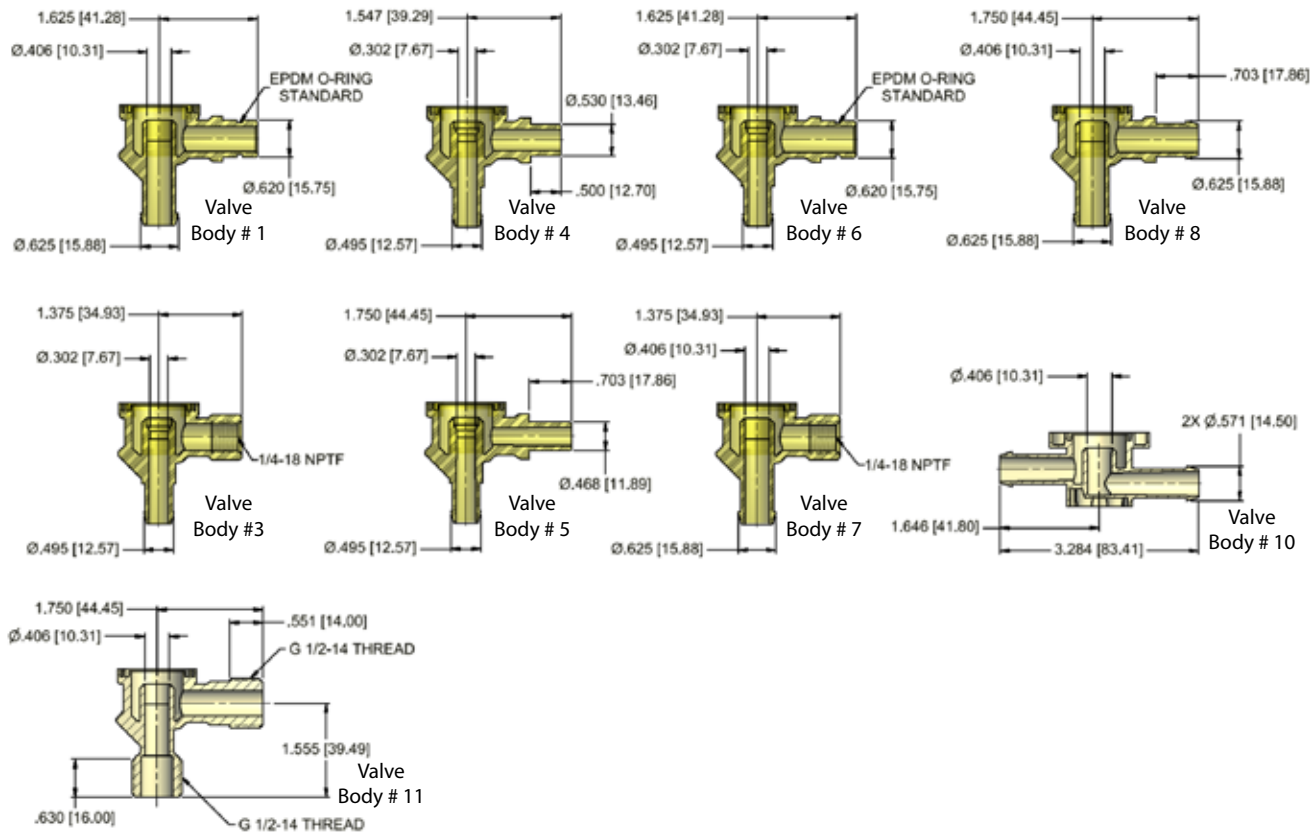 1.625 [41.28]
Ø.406 [10.31]
EPDM O-RING
STANDARD
Ø.620 [15.75]
Valve
Body # 1
Ø.625 [15.88]
1.547 [39.29]
Ø.302 [7.67]
Ø.530 [13.46]
.500 [12.70]
Valve
Body # 4
Ø.495 [12.57]
1.625 [41.28]
Ø.302 [7.67]
EPDM O-RING
STANDARD
Ø.620 [15.75]
Valve
Body # 6
Ø.495 [12.57]
1.750 [44.45]
Ø.406 [10.31]
.703 [17.86]
Ø.625 [15.88]
Valve
Body # 8
Ø.625 [15.88]
1.375 [34.93]
Ø.302 [7.67]
1/4-18 NPTF
Valve
Body #3
Ø.495 [12.57]
1.750 [44.45]
Ø.302 [7.67]
.703 [17.86]
Ø.468 [11.89]
Valve
Body # 5
Ø.495 [12.57]
1.375 [34.93]
Ø.406 [10.31]
1/4-18 NPTF
Valve
Body # 7
Ø.625 [15.88]
Ø.406 [10.31]
2X Ø.571 [14.50]
1.646 [41.80]
3.284 [83.41]
Valve
Body # 10
1.750 [44.45]
Ø.406 [10.31]
.551 [14.00]
G 1/2-14 THREAD
1.555 [39.49]
Valve
Body # 11
.630 [16.00]
G 1/2-14 THREAD